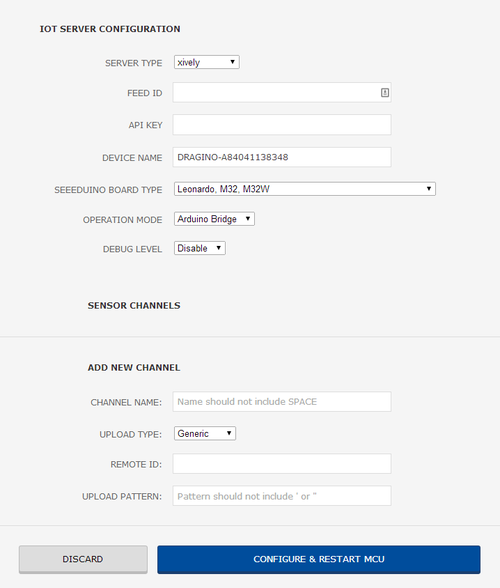 IOT SERVER CONFIGURATION
SERVER TYPE xively
FEED ID
API KEY
DEVICE NAME DRAGINO-A84041138348
SEEEDUINO BOARD TYPE Leonardo, M32, M32W
OPERATION MODE Arduino Bridge
DEBUG LEVEL Disable
SENSOR CHANNELS
ADD NEW CHANNEL
CHANNEL NAME: Name should not include SPACE
UPLOAD TYPE: Generic
REMOTE ID:
UPLOAD PATTERN: Pattern should not include ' or "
DISCARD CONFIGURE & RESTART MCU